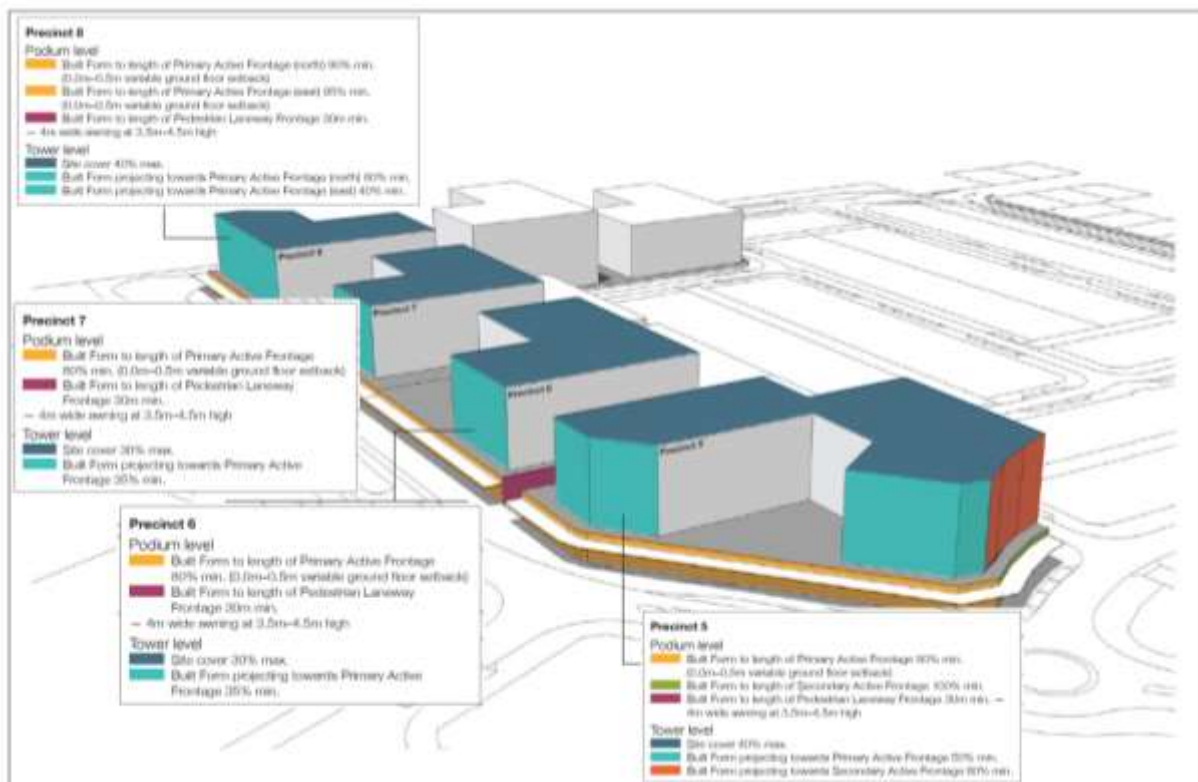 Precinct 8
Podium level
Built Form to length of Primary Active Frontage (north) 90% min.
(0.0m–0.5m variable ground floor setback)
Built Form to length of Primary Active Frontage (east) 95% min.
(0.0m–0.5m variable ground floor setback)
Built Form to length of Pedestrian Laneway Frontage 30m min.
— 4m wide awning at 3.5m–4.5m high
Tower level
Site cover 40% max.
Built Form projecting towards Primary Active Frontage (north) 60% min.
Built Form projecting towards Primary Active Frontage (east) 40% min.
Precinct 8
Precinct 7
Precinct 7
Podium level
Built Form to length of Primary Active Frontage
80% min. (0.0m–0.5m variable ground floor setback)
Built Form to length of Pedestrian Laneway
Frontage 30m min.
— 4m wide awning at 3.5m–4.5m high
Tower level
Site cover 30% max.
Built Form projecting towards Primary Active
Frontage 35% min.
Precinct 6
Precinct 5
Precinct 6
Podium level
Built Form to length of Primary Active Frontage
80% min. (0.0m–0.5m variable ground floor setback)
Built Form to length of Pedestrian Laneway
Frontage 30m min.
— 4m wide awning at 3.5m–4.5m high
Tower level
Site cover 30% max.
Built Form projecting towards Primary Active
Frontage 35% min.
Precinct 5
Podium level
Built Form to length of Primary Active Frontage min.
(0.0m–0.5m variable ground floor setback)
Built Form to length of Secondary Active Frontage 100% min.
Built Form to length of Pedestrian Laneway Frontage 30m min. —
4m wide awning at 3.5m–4.5m high
Tower level
Site cover 40% max.
Built Form projecting towards Primary Active Frontage min.
Built Form projecting towards Secondary Active Frontage min.